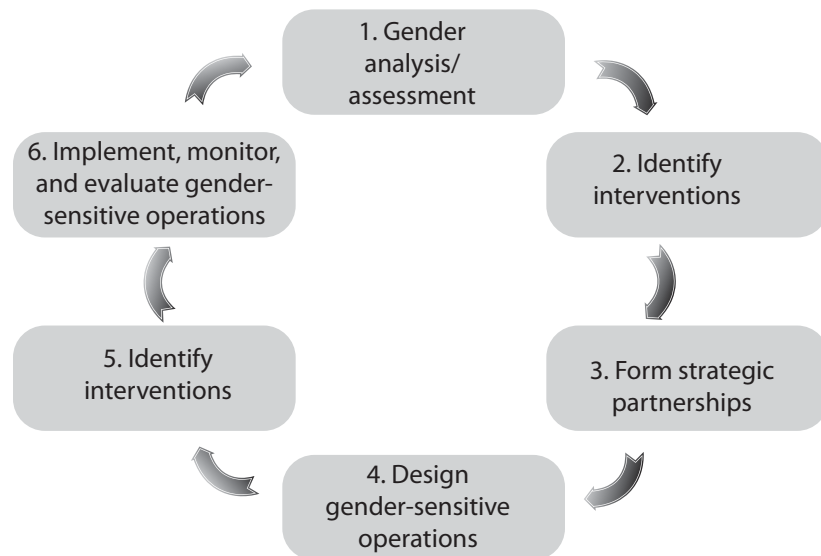 1. Gender
analysis/
assessment
2. Identify
interventions
3. Form strategic
partnerships
4. Design
gender-sensitive
operations
5. Identify
interventions
6. Implement, monitor,
and evaluate gender-
sensitive operations